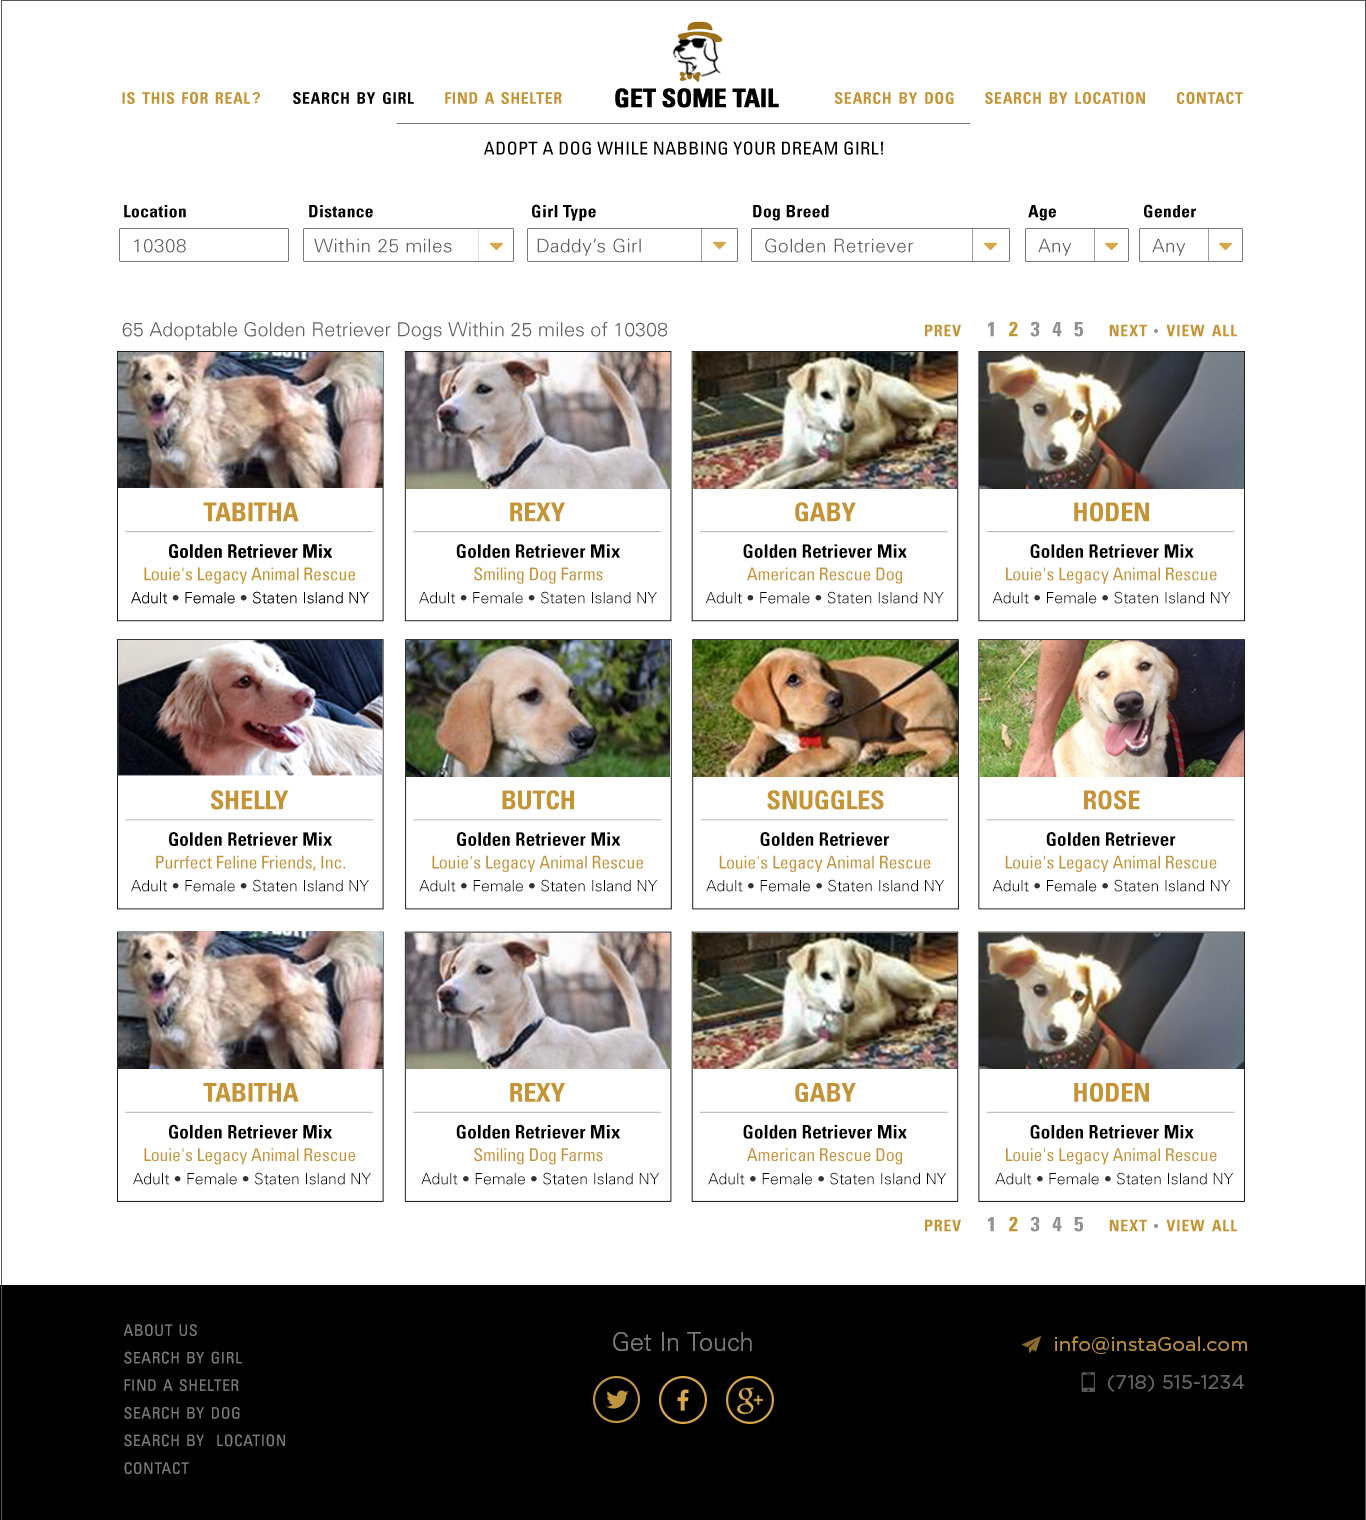 IS THIS FOR REAL? SEARCH BY GIRL FIND A SHELTER GET SOME TAIL SEARCH BY DOG SEARCH BY LOCATION CONTACT
ADOPT A DOG WHILE NABBING YOUR DREAM GIRL!
Location Distance Girl Type Dog Breed Age Gender
10308 Within 25 miles Daddy's Girl Golden Retriever Any Any
65 Adoptable Golden Retriever Dogs Within 25 miles of 10308 PREV 1 2 3 4 5 NEXT • VIEW ALL
TABITHA REXY GABY HODEN
Golden Retriever Mix Golden Retriever Mix Golden Retriever Mix Golden Retriever Mix
Louie's Legacy Animal Rescue Smiling Dog Farms American Rescue Dog Louie's Legacy Animal Rescue
Adult • Female • Staten Island NY Adult • Female • Staten Island NY Adult • Female • Staten Island NY Adult • Female • Staten Island NY
SHELLY BUTCH SNUGGLES ROSE
Golden Retriever Mix Golden Retriever Mix Golden Retriever Golden Retriever
Purrfect Feline Friends, Inc. Louie's Legacy Animal Rescue Louie's Legacy Animal Rescue Louie's Legacy Animal Rescue
Adult • Female • Staten Island NY Adult • Female • Staten Island NY Adult • Female • Staten Island NY Adult • Female • Staten Island NY
TABITHA REXY GABY HODEN
Golden Retriever Mix Golden Retriever Mix Golden Retriever Mix Golden Retriever Mix
Louie's Legacy Animal Rescue Smiling Dog Farms American Rescue Dog Louie's Legacy Animal Rescue
Adult • Female • Staten Island NY Adult • Female • Staten Island NY Adult • Female • Staten Island NY Adult • Female • Staten Island NY
PREV 1 2 3 4 5 NEXT • VIEW ALL
ABOUT US
SEARCH BY GIRL
FIND A SHELTER
SEARCH BY DOG
SEARCH BY LOCATION
CONTACT
Get In Touch
f g+
info@instaGoal.com
(718) 515-1234